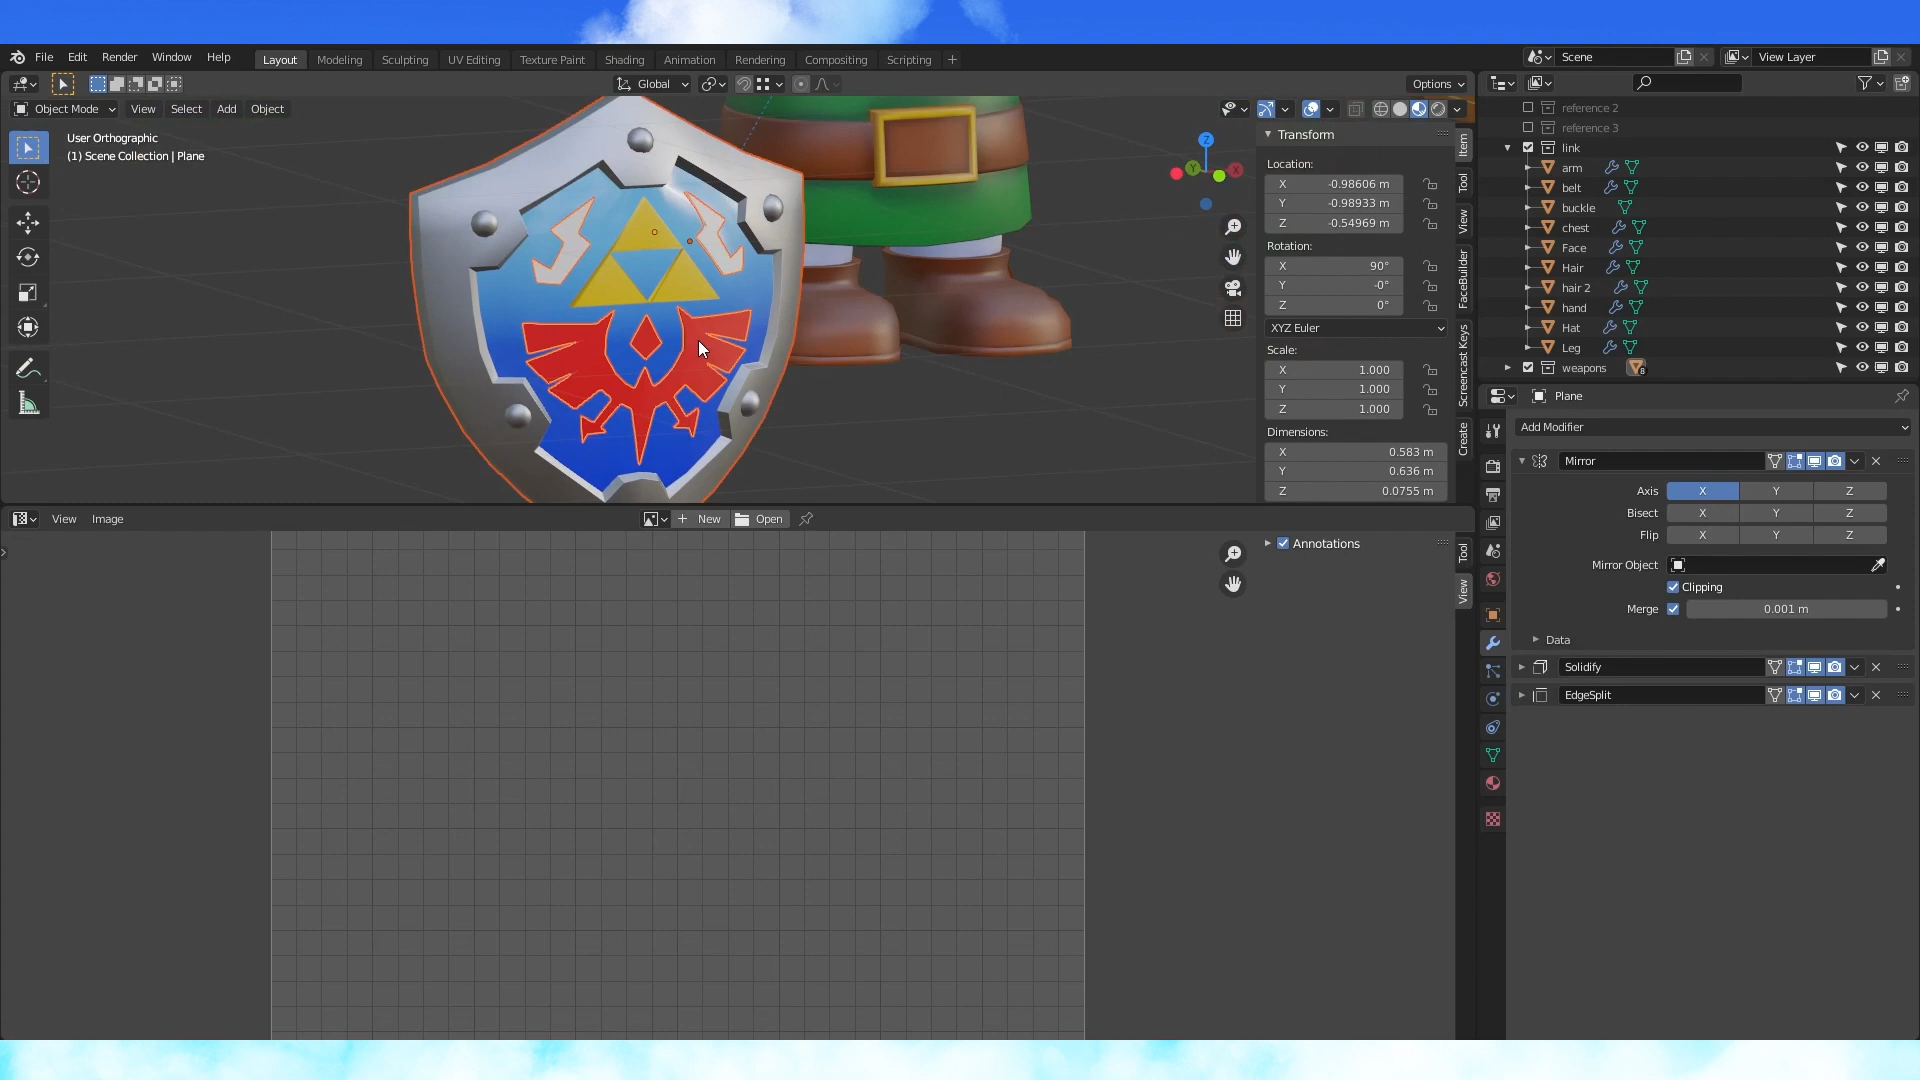 File Edit Render Window Help Layout Modeling Sculpting UV Editing Texture Paint Shading Animation Rendering Compositing Scripting + Scene View Layer
Global Options
Object Mode View Select Add Object
User Orthographic
(1) Scene Collection | Plane
Z
Y
X
Transform
Location:
X -0.98606 m
Y -0.98933 m
Z -0.54969 m
Rotation:
X 90°
Y -0°
Z 0°
XYZ Euler
Scale:
X 1.000
Y 1.000
Z 1.000
Dimensions:
X 0.583 m
Y 0.636 m
Z 0.0755 m
Item
Tool
View
FaceBuilder
Screencast Keys
Create
reference 2
reference 3
link
arm
belt
buckle
chest
Face
Hair
hair 2
hand
Hat
Leg
weapons 8
Plane
Add Modifier
Mirror
Axis X Y Z
Bisect X Y Z
Flip X Y Z
Mirror Object
Clipping
Merge 0.001 m
Data
Solidify
EdgeSplit
View Image + New Open
Annotations
Tool
View